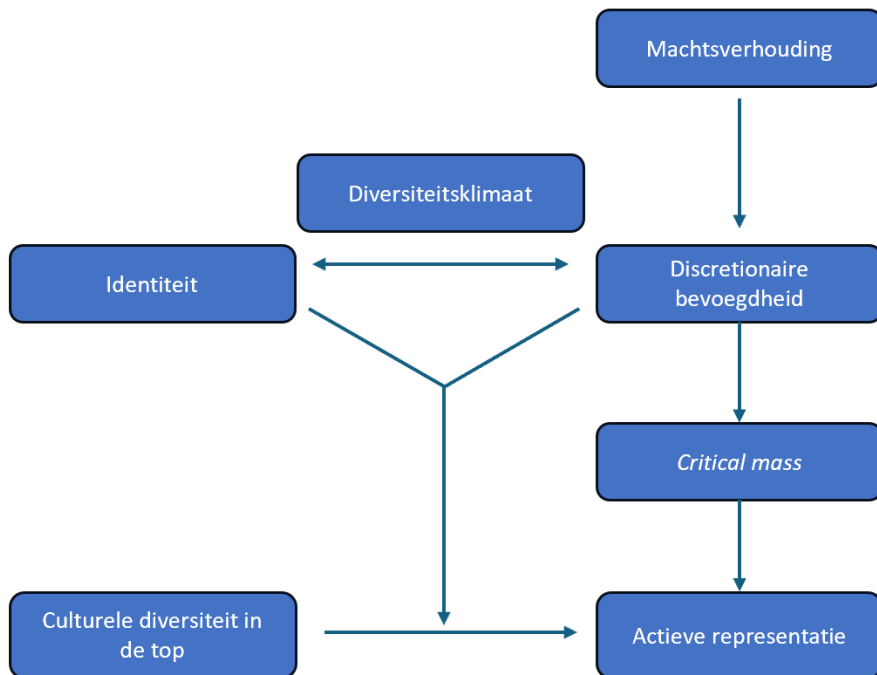 Machtsverhouding
Diversiteitsklimaat
Identiteit
Discretionaire
bevoegdheid
Critical mass
Culturele diversiteit in
de top
Actieve representatie